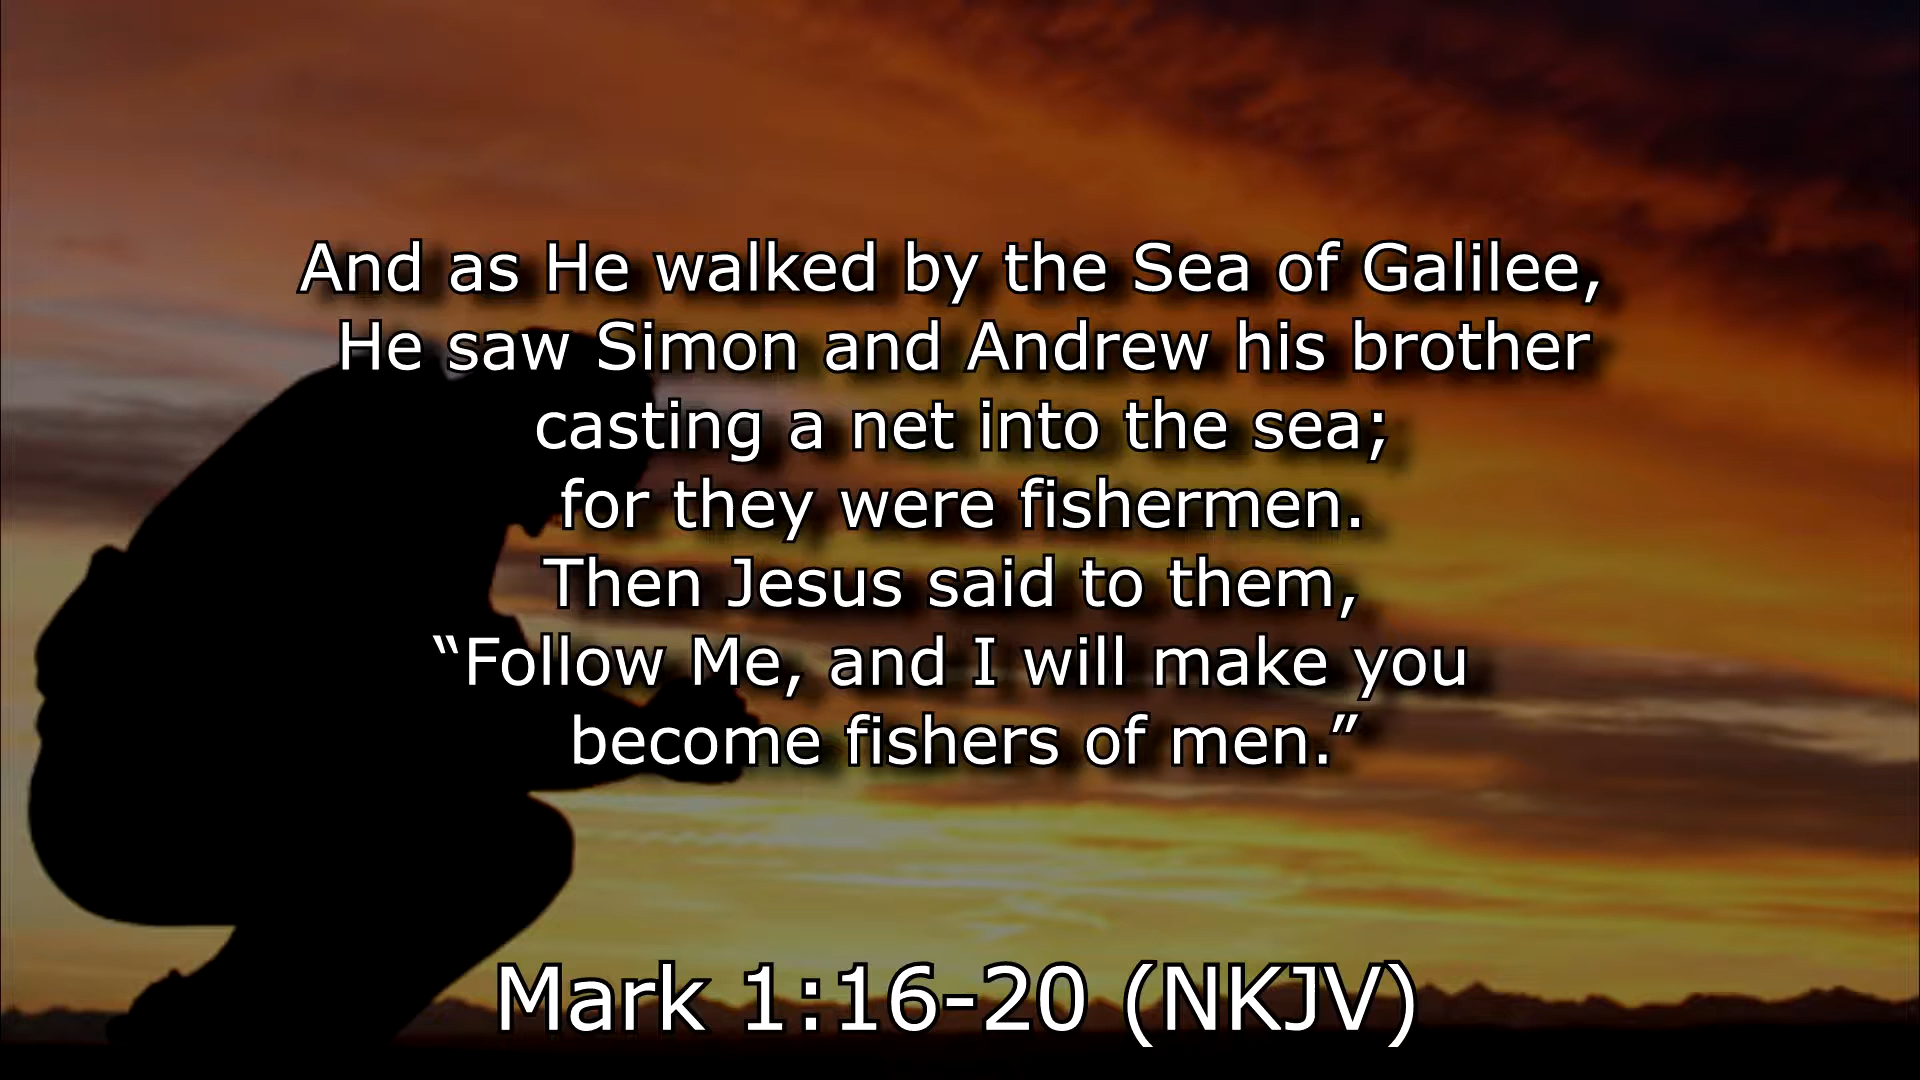 And as He walked by the Sea of Galilee,
He saw Simon and Andrew his brother
casting a net into the sea;
for they were fishermen.
Then Jesus said to them,
“Follow Me, and I will make you
become fishers of men.”
Mark 1:16-20 (NKJV)